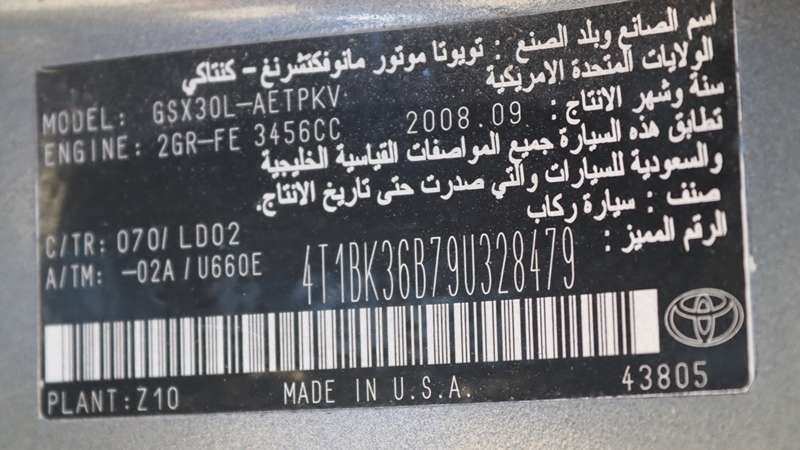 اسم الصانع وبلد الصنع : تويوتا موتور مانوفكتشرنغ - كنتاكي
الولايات المتحدة الامريكية
سنة وشهر الانتاج: 2008.09
MODEL: GSX30L-AETPKV
ENGINE: 2GR-FE 3456CC
تطابق هذه السيارة جميع المواصفات القياسية الخليجية
والسعودية للسيارات والتي صدرت حتى تاريخ الانتاج.
صنف : سيارة ركاب
الرقم المميز:
4T1BK36B79U328479
C/TR: 070/LD02
A/TM: -02A/U660E
PLANT:Z10
MADE IN U.S.A.
43805